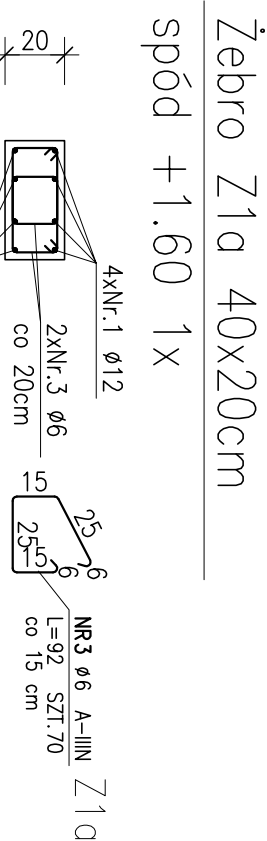 Żebro Z1a 40x20cm
spód +1.60 1x
20
4xNr.1 ø12
2xNr.3 ø6
co 20cm
15
25
6
25
15
6
NR3 ø6 A-IIIN
L=92 SZT.70
co 15 cm
Z1a